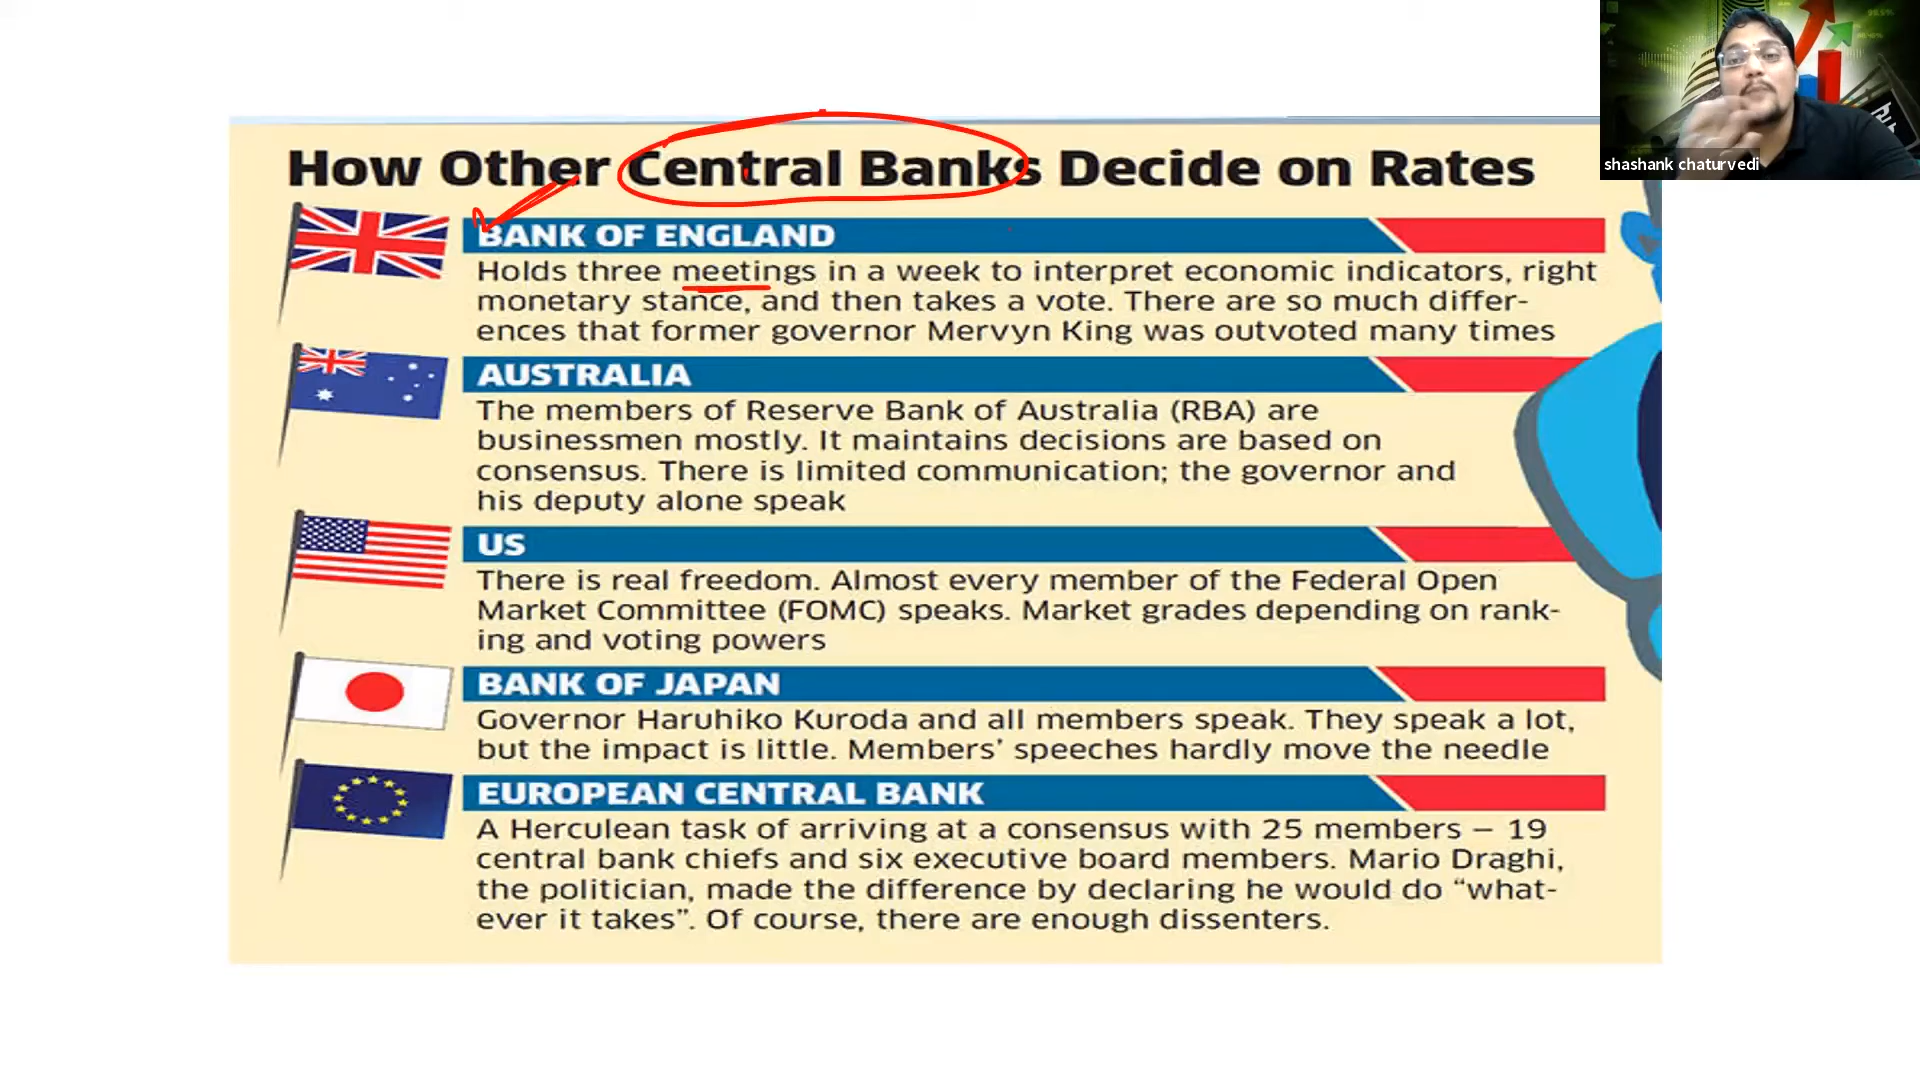 shashank chaturvedi
How Other Central Banks Decide on Rates
BANK OF ENGLAND
Holds three meetings in a week to interpret economic indicators, right
monetary stance, and then takes a vote. There are so much differ-
ences that former governor Mervyn King was outvoted many times
AUSTRALIA
The members of Reserve Bank of Australia (RBA) are
businessmen mostly. It maintains decisions are based on
consensus. There is limited communication; the governor and
his deputy alone speak
US
There is real freedom. Almost every member of the Federal Open
Market Committee (FOMC) speaks. Market grades depending on rank-
ing and voting powers
BANK OF JAPAN
Governor Haruhiko Kuroda and all members speak. They speak a lot,
but the impact is little. Members’ speeches hardly move the needle
EUROPEAN CENTRAL BANK
A Herculean task of arriving at a consensus with 25 members – 19
central bank chiefs and six executive board members. Mario Draghi,
the politician, made the difference by declaring he would do “what-
ever it takes”. Of course, there are enough dissenters.